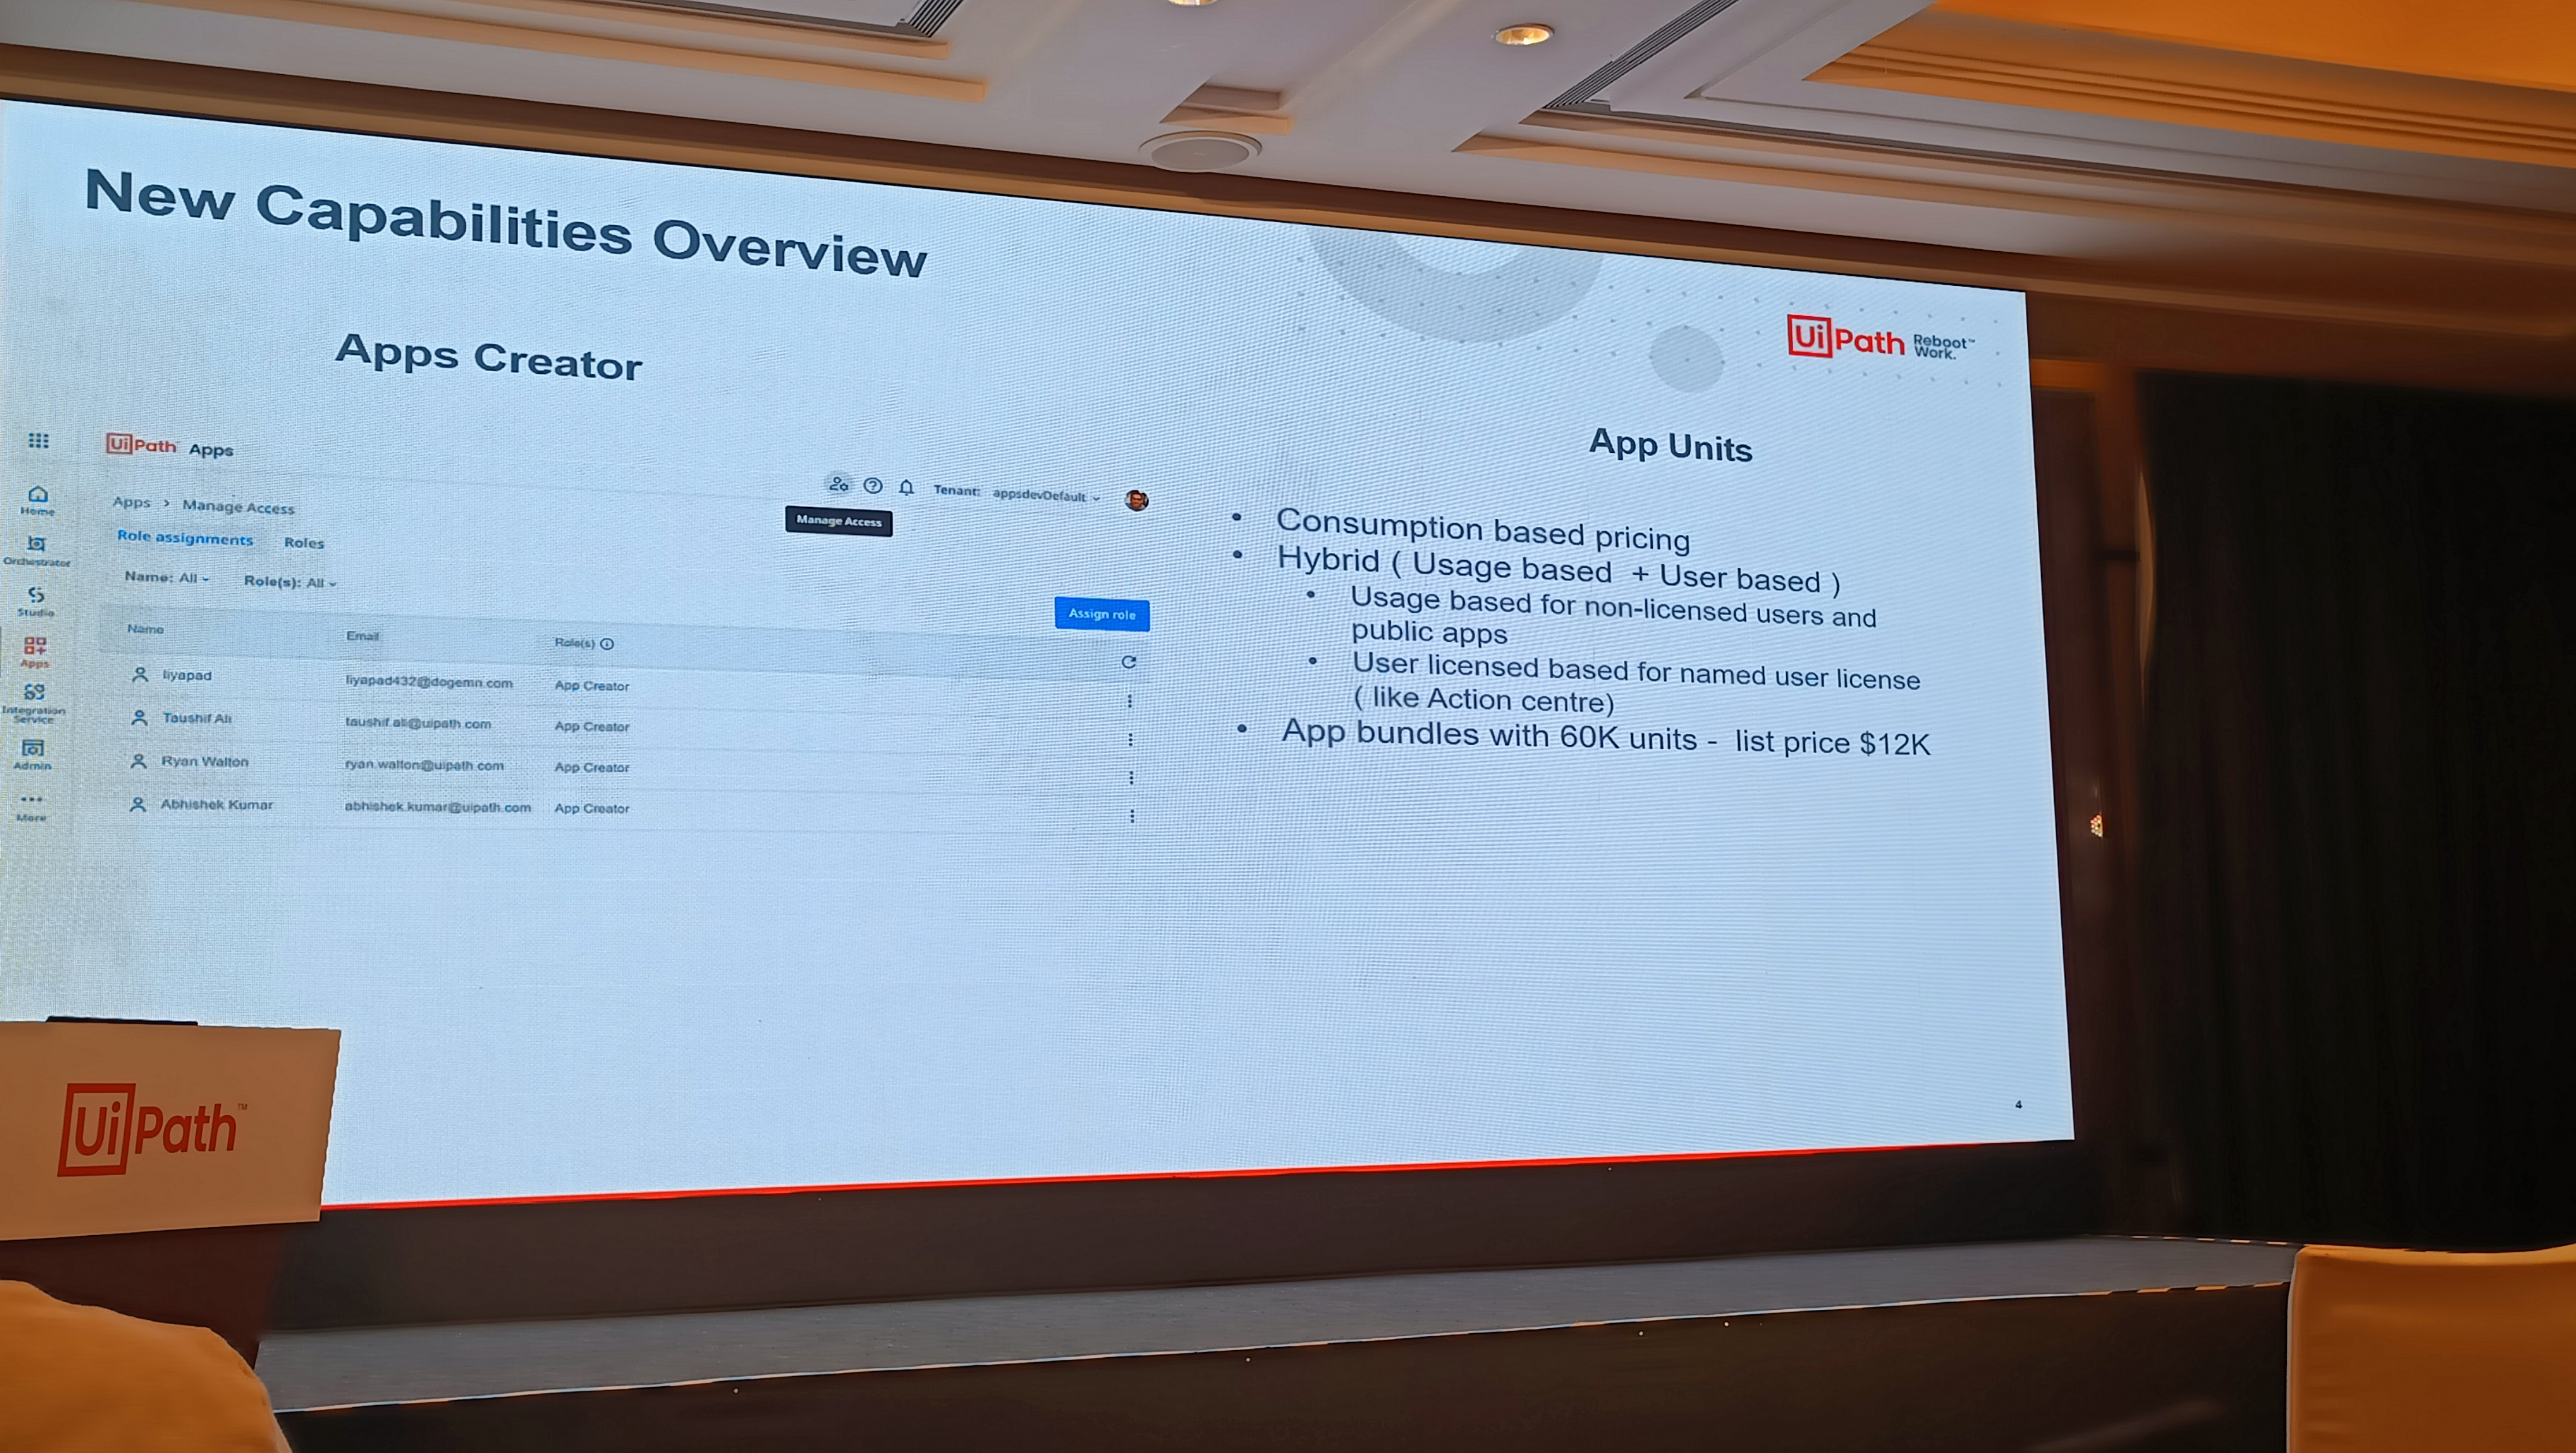 New Capabilities Overview
UiPath Reboot™
Work.
Apps Creator
UiPath Apps
Tenant: appsdevDefault
Manage Access
Apps > Manage Access
Role assignments Roles
Name: All Role(s): All
Assign role
Name Email Role(s)
liyapad liyapad432@dogemn.com App Creator
Taushif Ali taushif.ali@uipath.com App Creator
Ryan Walton ryan.walton@uipath.com App Creator
Abhishek Kumar abhishek.kumar@uipath.com App Creator
Home
Orchestrator
Studio
Apps
Integration
Service
Admin
More
App Units
• Consumption based pricing
• Hybrid ( Usage based + User based )
• Usage based for non-licensed users and
public apps
• User licensed based for named user license
( like Action centre)
• App bundles with 60K units - list price $12K
4
UiPath™